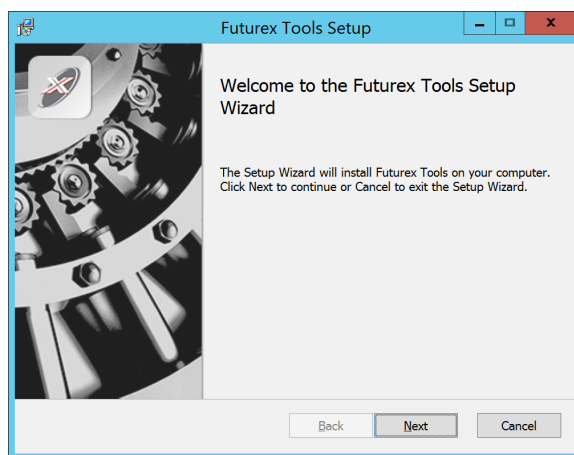 Futurex Tools Setup
Welcome to the Futurex Tools Setup
Wizard
The Setup Wizard will install Futurex Tools on your computer.
Click Next to continue or Cancel to exit the Setup Wizard.
Back Next Cancel